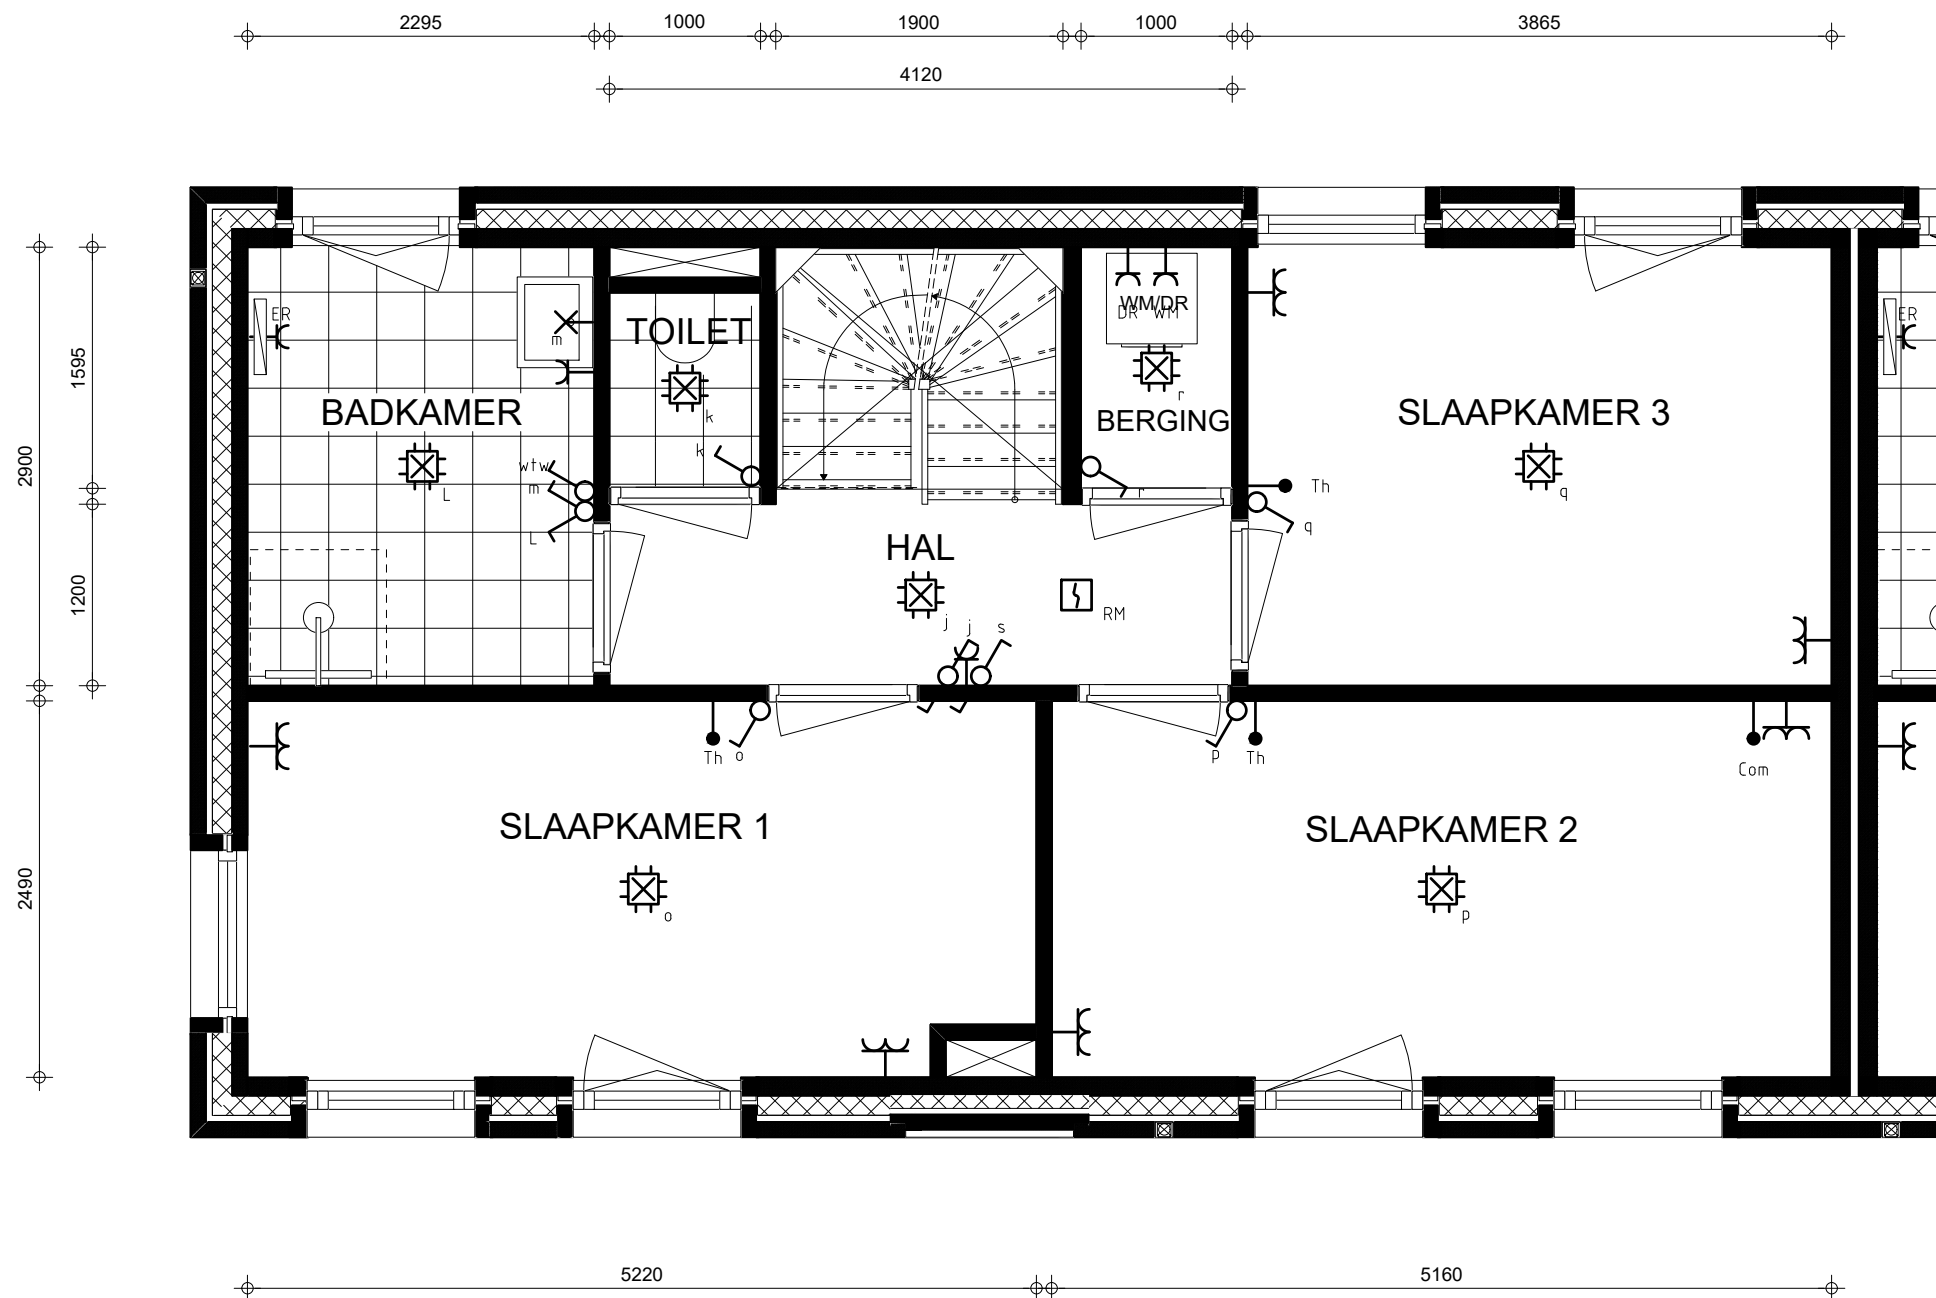 2295
1000
1900
1000
3865
4120
ER
m
TOILET
WM/DR
DR WM
ER
1595
BADKAMER
k
r
BERGING
SLAAPKAMER 3
2900
wtw
m
L
k
r
Th
q
q
L
HAL
1200
j
j
s
RM
Th
o
P
Th
Com
SLAAPKAMER 1
SLAAPKAMER 2
2490
o
p
5220
5160